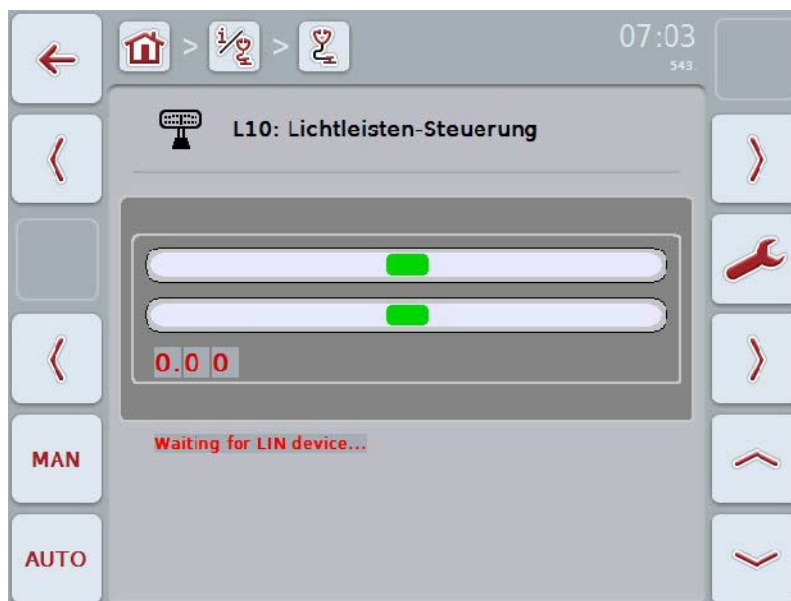 07:03
543
L10: Lichtleisten-Steuerung
0.0 0
Waiting for LIN device...
MAN
AUTO